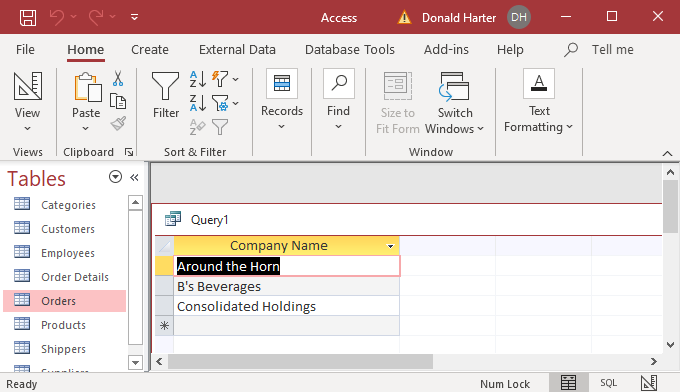 Access
Donald Harter
DH
File Home Create External Data Database Tools Add-ins Help Tell me
View
Paste
Filter
Records
Find
Size to Fit Form
Switch Windows
Text Formatting
Views
Clipboard
Sort & Filter
Window
Tables
Categories
Customers
Employees
Order Details
Orders
Products
Shippers
Suppliers
Query1
Company Name
Around the Horn
B's Beverages
Consolidated Holdings
Ready
Num Lock
SQL